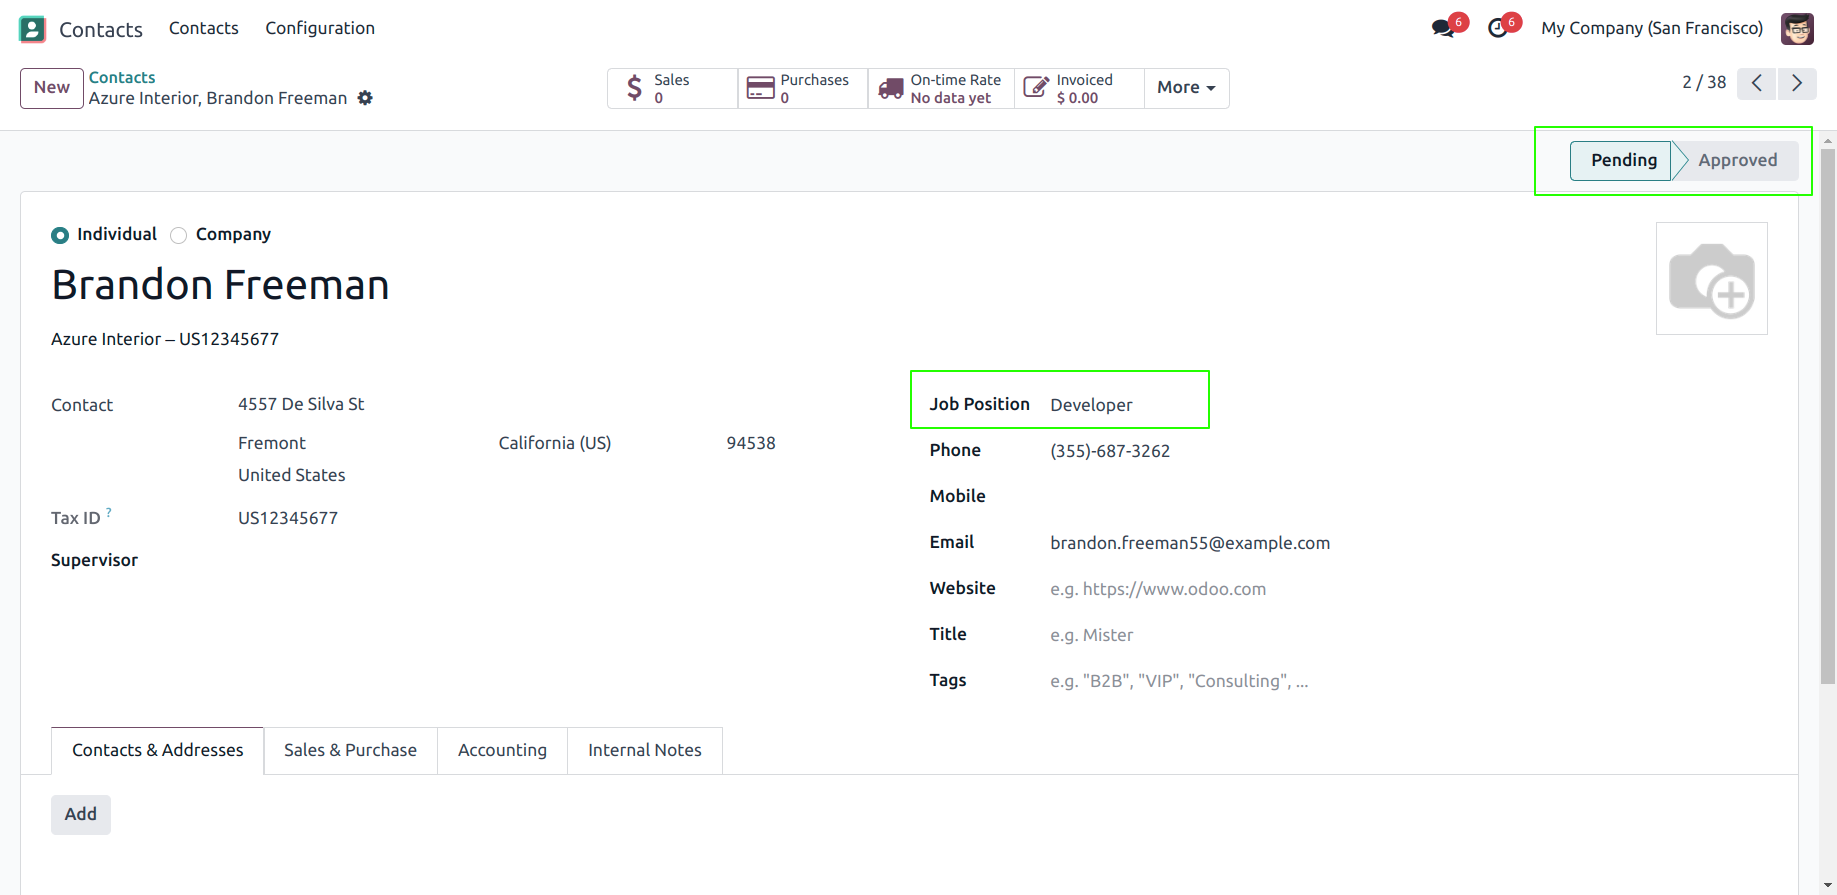 Contacts Contacts Configuration 6 6 My Company (San Francisco)
New Contacts
Azure Interior, Brandon Freeman
Sales 0
Purchases 0
On-time Rate No data yet
Invoiced $ 0.00
More
2 / 38
Pending Approved
Individual Company
Brandon Freeman
Azure Interior – US12345677
Contact 4557 De Silva St
Fremont California (US) 94538
United States
Tax ID ? US12345677
Supervisor
Job Position Developer
Phone (355)-687-3262
Mobile
Email brandon.freeman55@example.com
Website e.g. https://www.odoo.com
Title e.g. Mister
Tags e.g. "B2B", "VIP", "Consulting", ...
Contacts & Addresses Sales & Purchase Accounting Internal Notes
Add